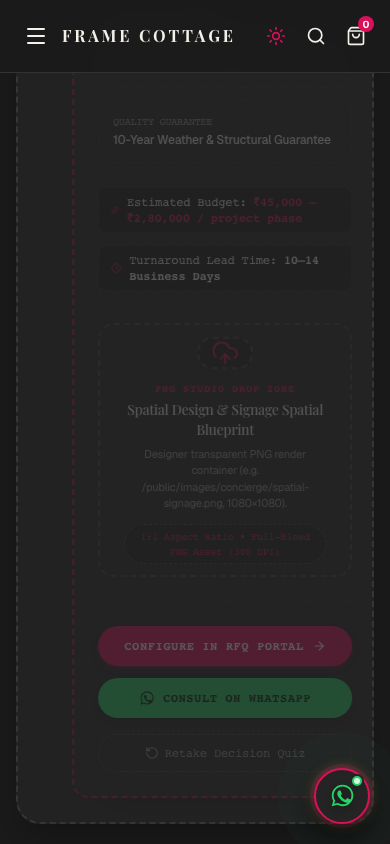 FRAME COTTAGE
0
QUALITY GUARANTEE
10-Year Weather & Structural Guarantee
Estimated Budget: ₹45,000 –
₹2,80,000 / project phase
Turnaround Lead Time: 10–14
Business Days
PNG STUDIO DROP ZONE
Spatial Design & Signage Spatial
Blueprint
Designer transparent PNG render
container (e.g.
/public/images/concierge/spatial-
signage.png, 1080×1080).
1:1 Aspect Ratio • Full-Bleed
PNG Asset (300 DPI)
CONFIGURE IN RFQ PORTAL
CONSULT ON WHATSAPP
Retake Decision Quiz